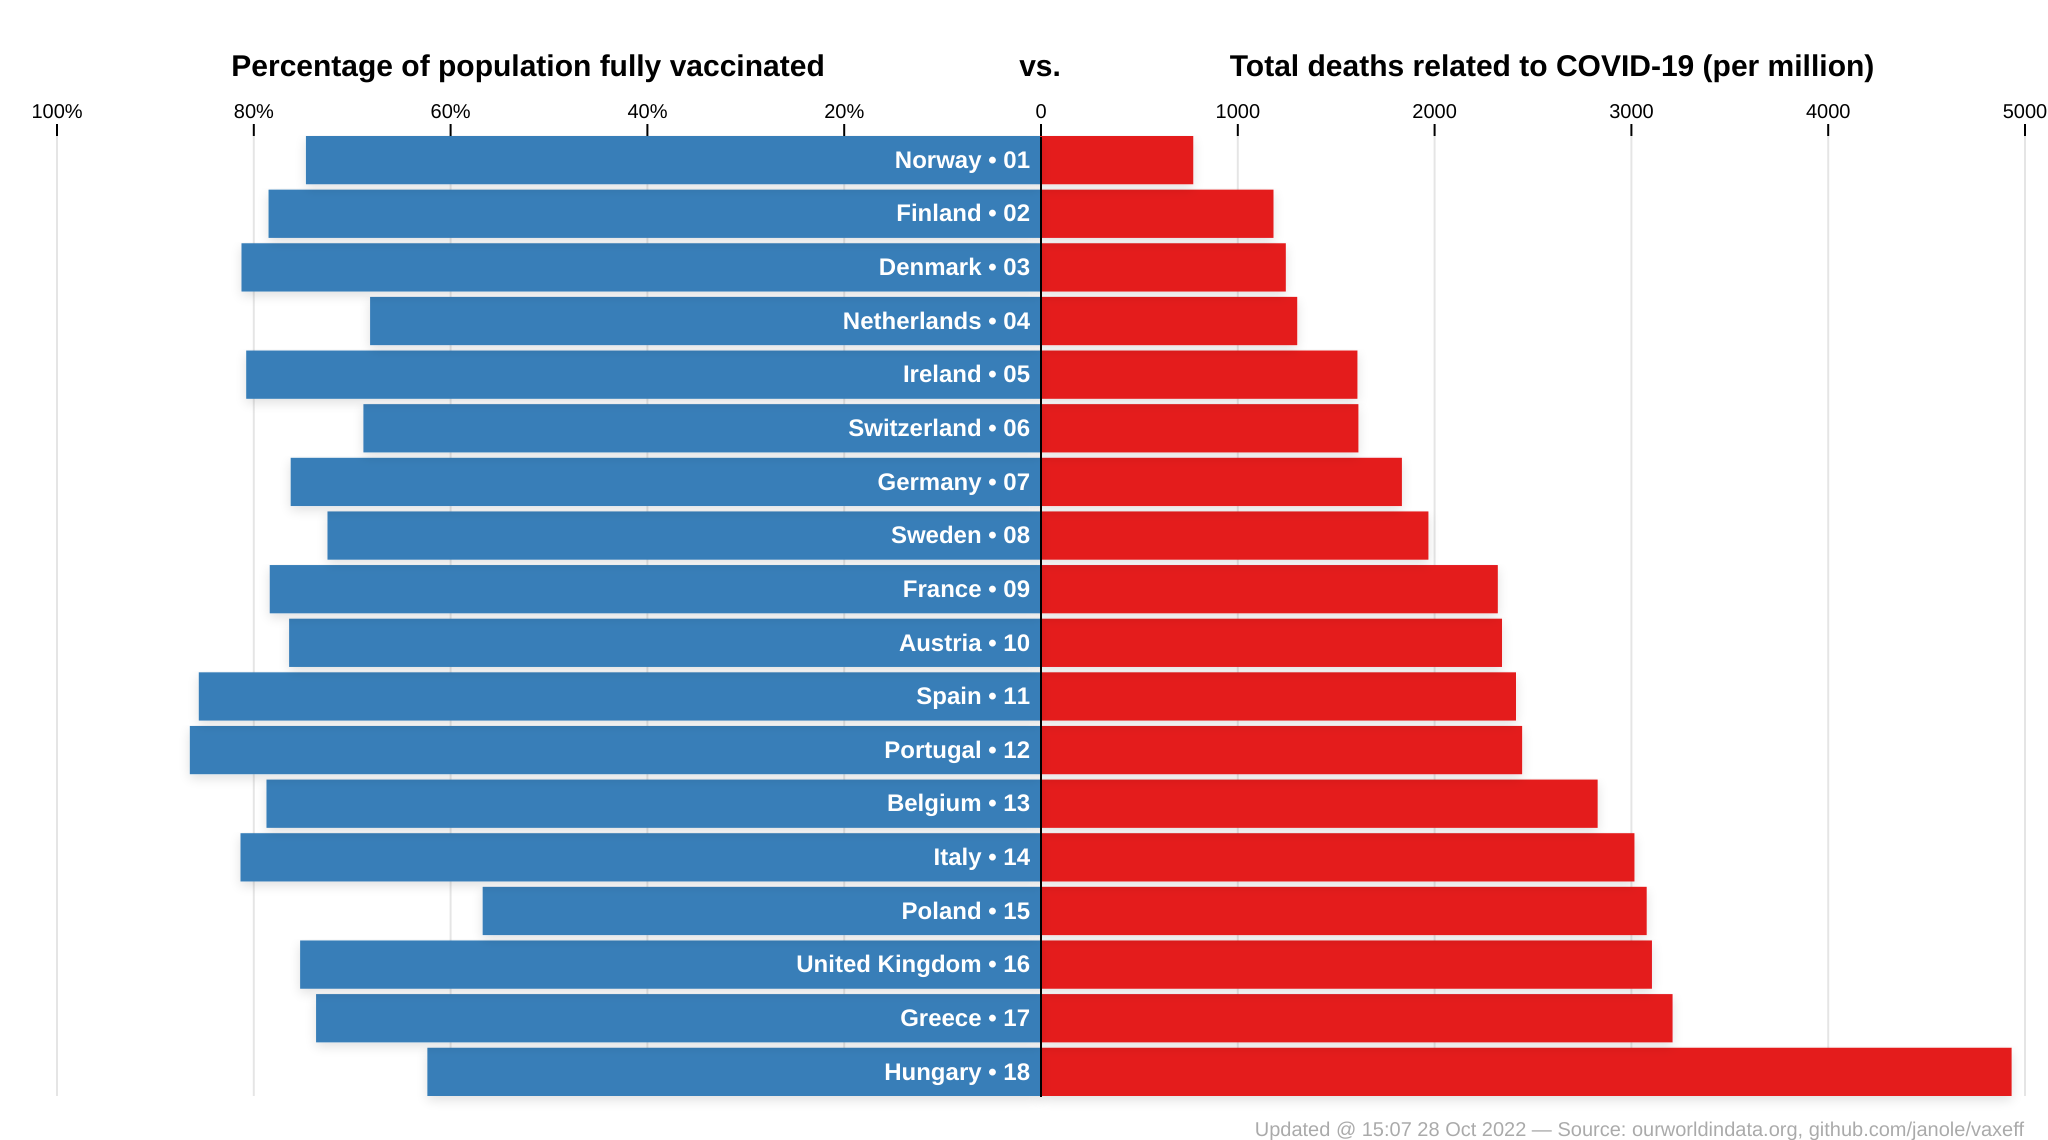 Percentage of population fully vaccinated vs. Total deaths related to COVID-19 (per million)
100% 80% 60% 40% 20% 0 1000 2000 3000 4000 5000
Norway • 01
Finland • 02
Denmark • 03
Netherlands • 04
Ireland • 05
Switzerland • 06
Germany • 07
Sweden • 08
France • 09
Austria • 10
Spain • 11
Portugal • 12
Belgium • 13
Italy • 14
Poland • 15
United Kingdom • 16
Greece • 17
Hungary • 18
Updated @ 15:07 28 Oct 2022 — Source: ourworldindata.org, github.com/janole/vaxeff